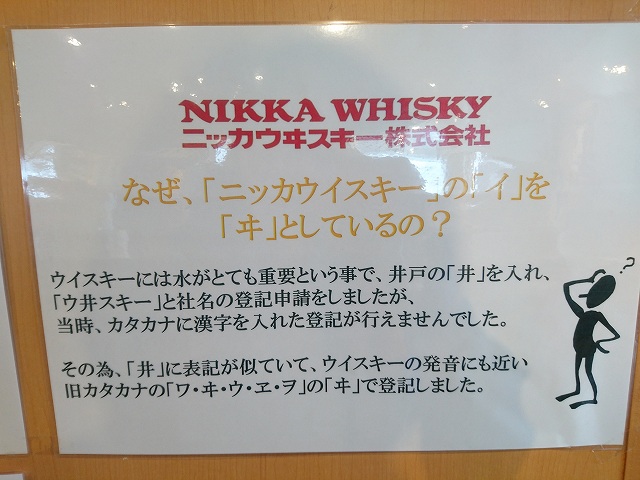 NIKKA WHISKY
ニッカウヰスキー株式会社
なぜ、「ニッカウイスキー」の「イ」を
「ヰ」としているの？
ウイスキーには水がとても重要という事で、井戸の「井」を入れ、
「ウ井スキー」と社名の登記申請をしましたが、
当時、カタカナに漢字を入れた登記が行えませんでした。
その為、「井」に表記が似ていて、ウイスキーの発音にも近い
旧カタカナの「ワ・ヰ・ウ・ヱ・ヲ」の「ヰ」で登記しました。
?